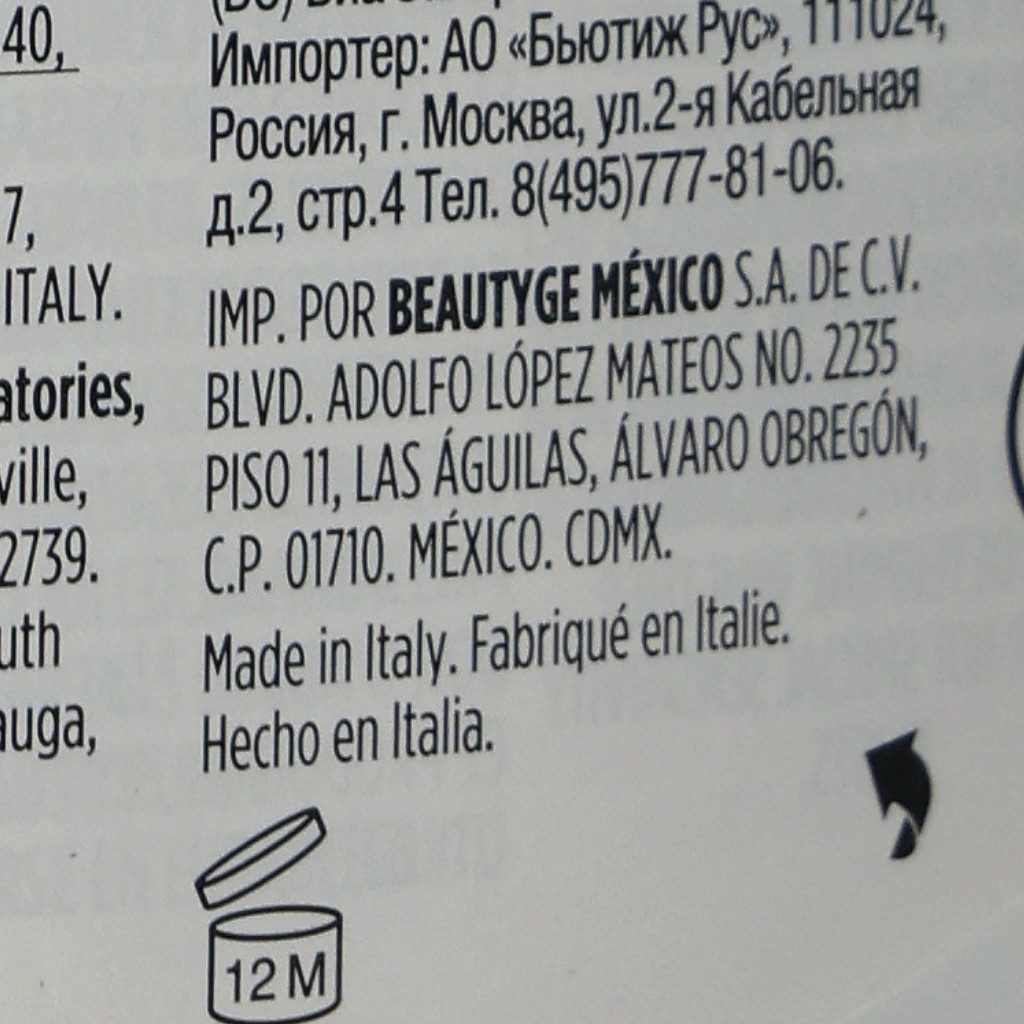 40,
7,
ITALY.
atories,
ville,
2739.
uth
auga,
Импортер: АО «Бьютиж Рус», 111024,
Россия, г. Москва, ул.2-я Кабельная
д.2, стр.4 Тел. 8(495)777-81-06.
IMP. POR BEAUTYGE MÉXICO S.A. DE C.V.
BLVD. ADOLFO LÓPEZ MATEOS NO. 2235
PISO 11, LAS ÁGUILAS, ÁLVARO OBREGÓN,
C.P. 01710. MÉXICO. CDMX.
Made in Italy. Fabriqué en Italie.
Hecho en Italia.
12 M